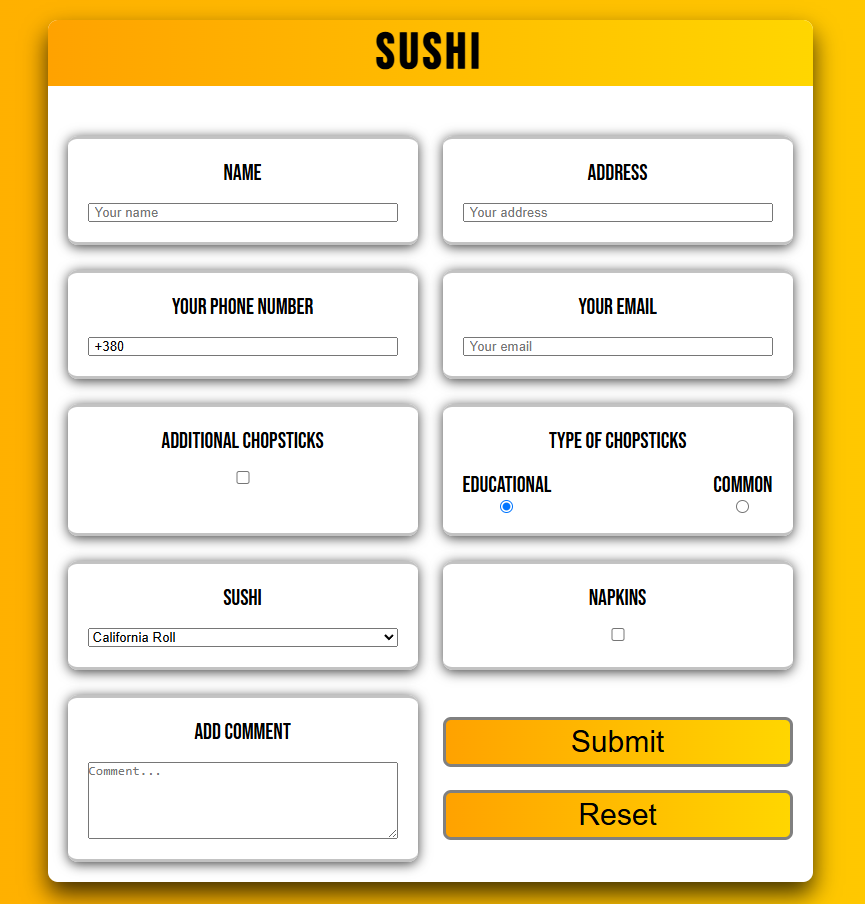 SUSHI
NAME
Your name
ADDRESS
Your address
YOUR PHONE NUMBER
+380
YOUR EMAIL
Your email
ADDITIONAL CHOPSTICKS
TYPE OF CHOPSTICKS
EDUCATIONAL
COMMON
SUSHI
California Roll
NAPKINS
ADD COMMENT
Comment...
Submit
Reset